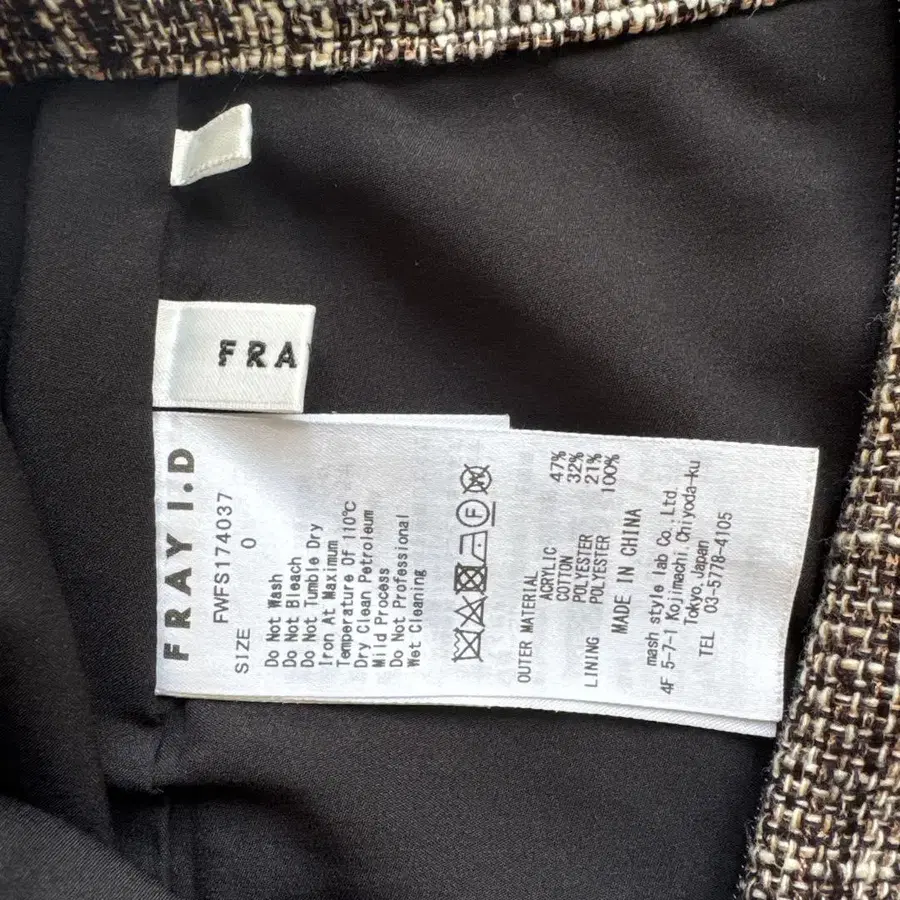 FRA
FRAY I.D
FWFS174037
SIZE 0
Do Not Wash
Do Not Bleach
Do Not Tumble Dry
Iron At Maximum
Temperature Of 110℃
Dry Clean Petroleum
Mild Process
Do Not Professional
Wet Cleaning
F
OUTER MATERIAL
ACRYLIC 47%
COTTON 32%
POLYESTER 21%
LINING POLYESTER 100%
MADE IN CHINA
mash style lab Co., Ltd.
4F 5-7-1 Kojimachi, Chiyoda-ku
Tokyo, Japan
TEL 03-5778-4105